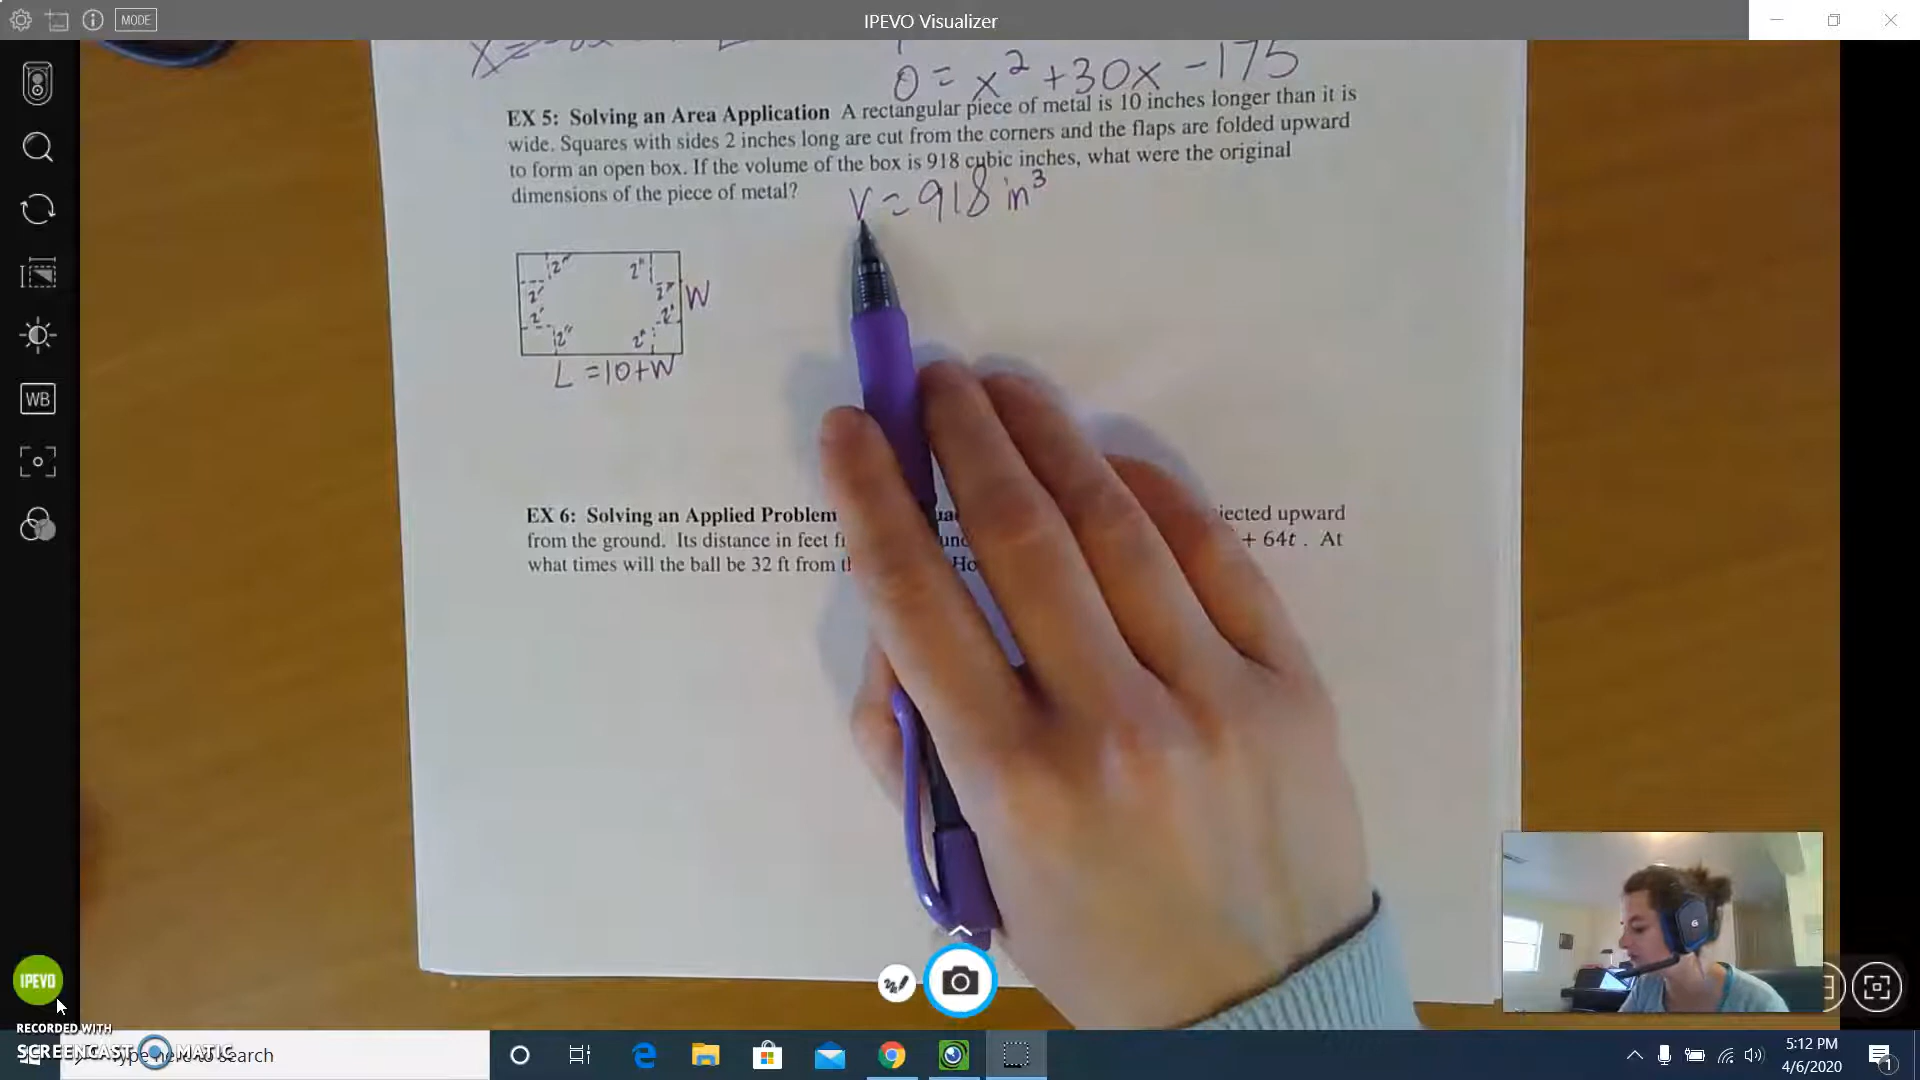 MODE
IPEVO Visualizer
0 = x² + 30x - 175
EX 5: Solving an Area Application A rectangular piece of metal is 10 inches longer than it is
wide. Squares with sides 2 inches long are cut from the corners and the flaps are folded upward
to form an open box. If the volume of the box is 918 cubic inches, what were the original
dimensions of the piece of metal?
V = 918 in³
2" 2"
2" 2" W
2" 2"
2" 2"
L = 10+W
EX 6: Solving an Applied Problem jected upward
from the ground. Its distance in feet + 64t. At
what times will the ball be 32 ft from Ho
WB
IPEVO
RECORDED WITH
SCREENCAST MATIC
Type here to search
5:12 PM
4/6/2020
1